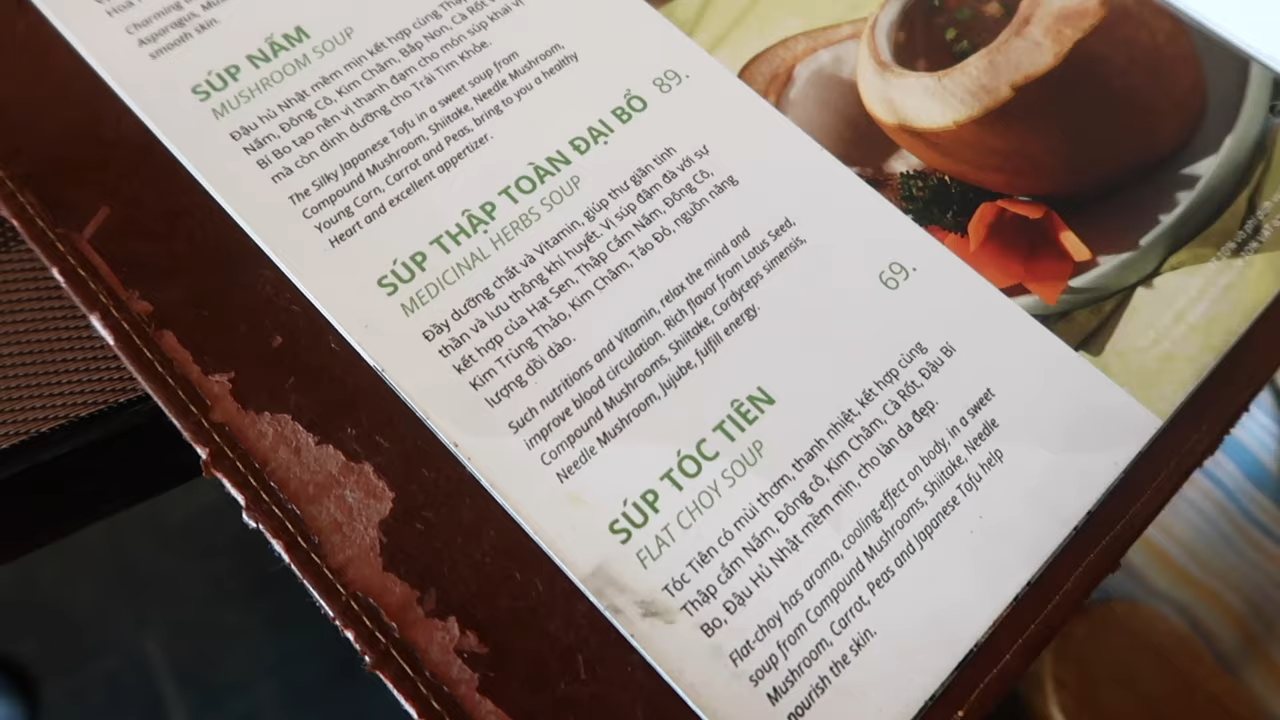 Charming
Asparagus,
smooth skin.
SÚP NẤM
MUSHROOM SOUP
Đậu hủ Nhật mềm mịn kết hợp cùng
Nấm, Đông Cô, Kim Châm, Bắp Non, Cà Rốt
Bí Bo tạo nên vị thanh đạm cho món súp khai vị
mà còn dinh dưỡng cho Trái Tim Khỏe.
The Silky Japanese Tofu in a sweet soup from
Compound Mushroom, Shiitake, Needle Mushroom,
Young Corn, Carrot and Peas, bring to you a healthy
Heart and excellent appertizer.
SÚP THẬP TOÀN ĐẠI BỔ 89.
MEDICINAL HERBS SOUP
Đầy dưỡng chất và Vitamin, giúp thư giãn tinh
thần và lưu thông khí huyết. Vị súp đậm đà với sự
kết hợp của Hạt Sen, Thập Cẩm Nấm, Đông Cô,
Kim Trùng Thảo, Kim Châm, Táo Đỏ, nguồn năng
lượng dồi dào.
Such nutritions and Vitamin, relax the mind and
improve blood circulation. Rich flavor from Lotus Seed,
Compound Mushrooms, Shiitake, Cordyceps simensis,
Needle Mushroom, Jujube, fulfill energy.
SÚP TÓC TIÊN 69.
FLAT CHOY SOUP
Tóc Tiên có mùi thơm, thanh nhiệt, kết hợp cùng
Thập cẩm Nấm, Đông cô, Kim Châm, Cà Rốt, Đậu Bí
Bo, Đậu Hủ Nhật mềm mịn, cho làn da đẹp.
Flat-choy has aroma, cooling-effect on body, in a sweet
soup from Compound Mushrooms, Shiitake, Needle
Mushroom, Carrot, Peas and Japanese Tofu help
nourish the skin.